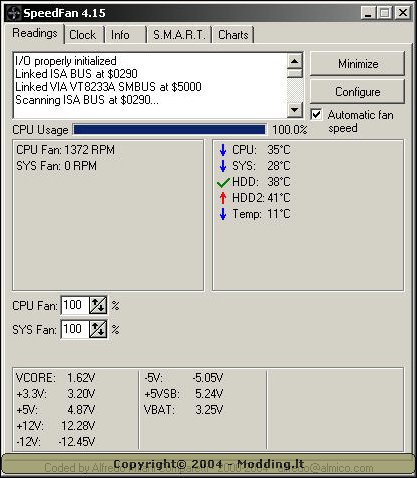 SpeedFan 4.15
Readings Clock Info S.M.A.R.T. Charts
I/O properly initialized
Linked ISA BUS at $0290
Linked VIA VT8233A SMBUS at $5000
Scanning ISA BUS at $0290...
Minimize
Configure
Automatic fan
speed
CPU Usage 100.0%
CPU Fan: 1372 RPM
SYS Fan: 0 RPM
CPU: 35°C
SYS: 28°C
HDD: 38°C
HDD2: 41°C
Temp: 11°C
CPU Fan: 100 %
SYS Fan: 100 %
VCORE: 1.62V
+3.3V: 3.20V
+5V: 4.87V
+12V: 12.28V
-12V: -12.45V
-5V: -5.05V
+5VSB: 5.24V
VBAT: 3.25V
Coded by Alfredo
2004
@almico.com
Copyright© 2004 - Modding.lt